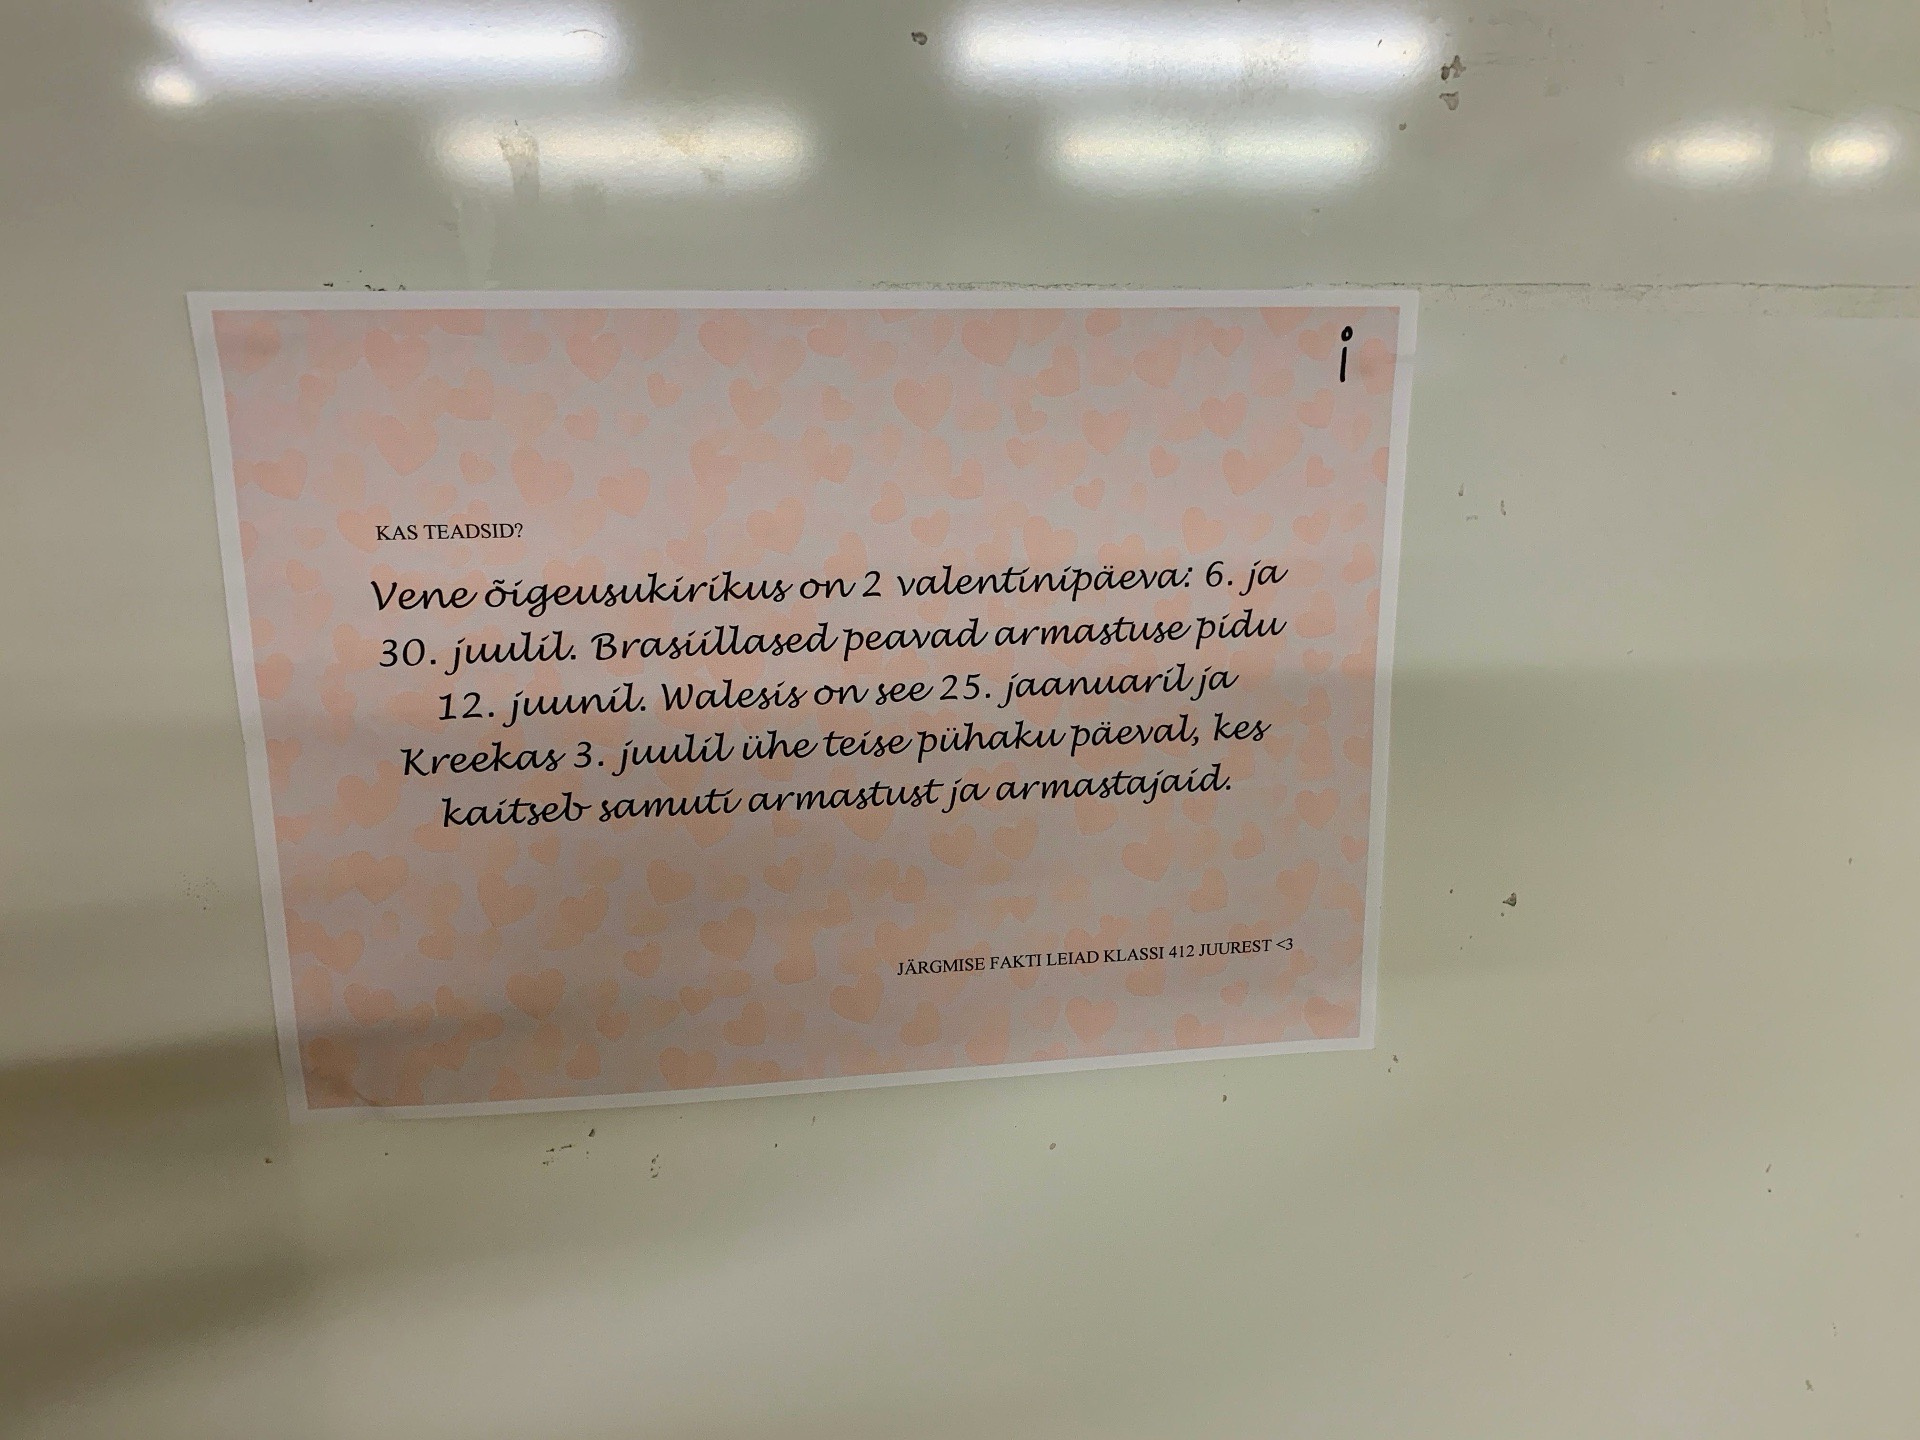 i
KAS TEADSID?
Vene õigeusukirikus on 2 valentinipäeva: 6. ja
30. juulil. Brasiillased peavad armastuse pidu
12. juunil. Walesis on see 25. jaanuaril ja
Kreekas 3. juulil ühe teise pühaku päeval, kes
kaitseb samuti armastust ja armastajaid.
JÄRGMISE FAKTI LEIAD KLASSI 412 JUUREST <3